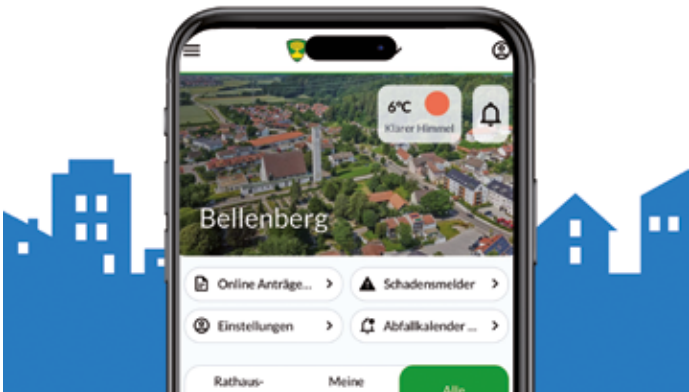 6°C
Klarer Himmel
Bellenberg
Online Anträge...
Schadensmelder
Einstellungen
Abfallkalender ...
Rathaus-
Meine
Alle